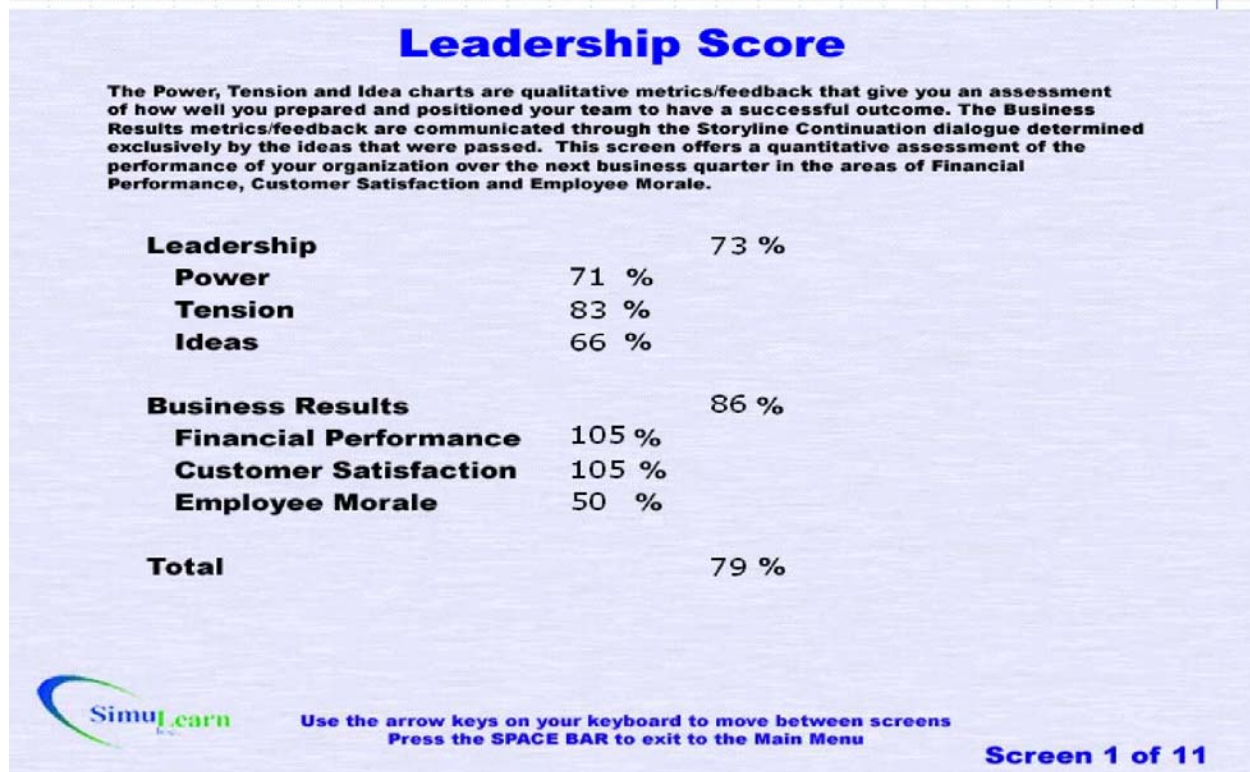 Leadership Score
The Power, Tension and Idea charts are qualitative metrics/feedback that give you an assessment
of how well you prepared and positioned your team to have a successful outcome. The Business
Results metrics/feedback are communicated through the Storyline Continuation dialogue determined
exclusively by the ideas that were passed. This screen offers a quantitative assessment of the
performance of your organization over the next business quarter in the areas of Financial
Performance, Customer Satisfaction and Employee Morale.
Leadership 73 %
Power 71 %
Tension 83 %
Ideas 66 %
Business Results 86 %
Financial Performance 105 %
Customer Satisfaction 105 %
Employee Morale 50 %
Total 79 %
SimuLearn
Use the arrow keys on your keyboard to move between screens
Press the SPACE BAR to exit to the Main Menu
Screen 1 of 11